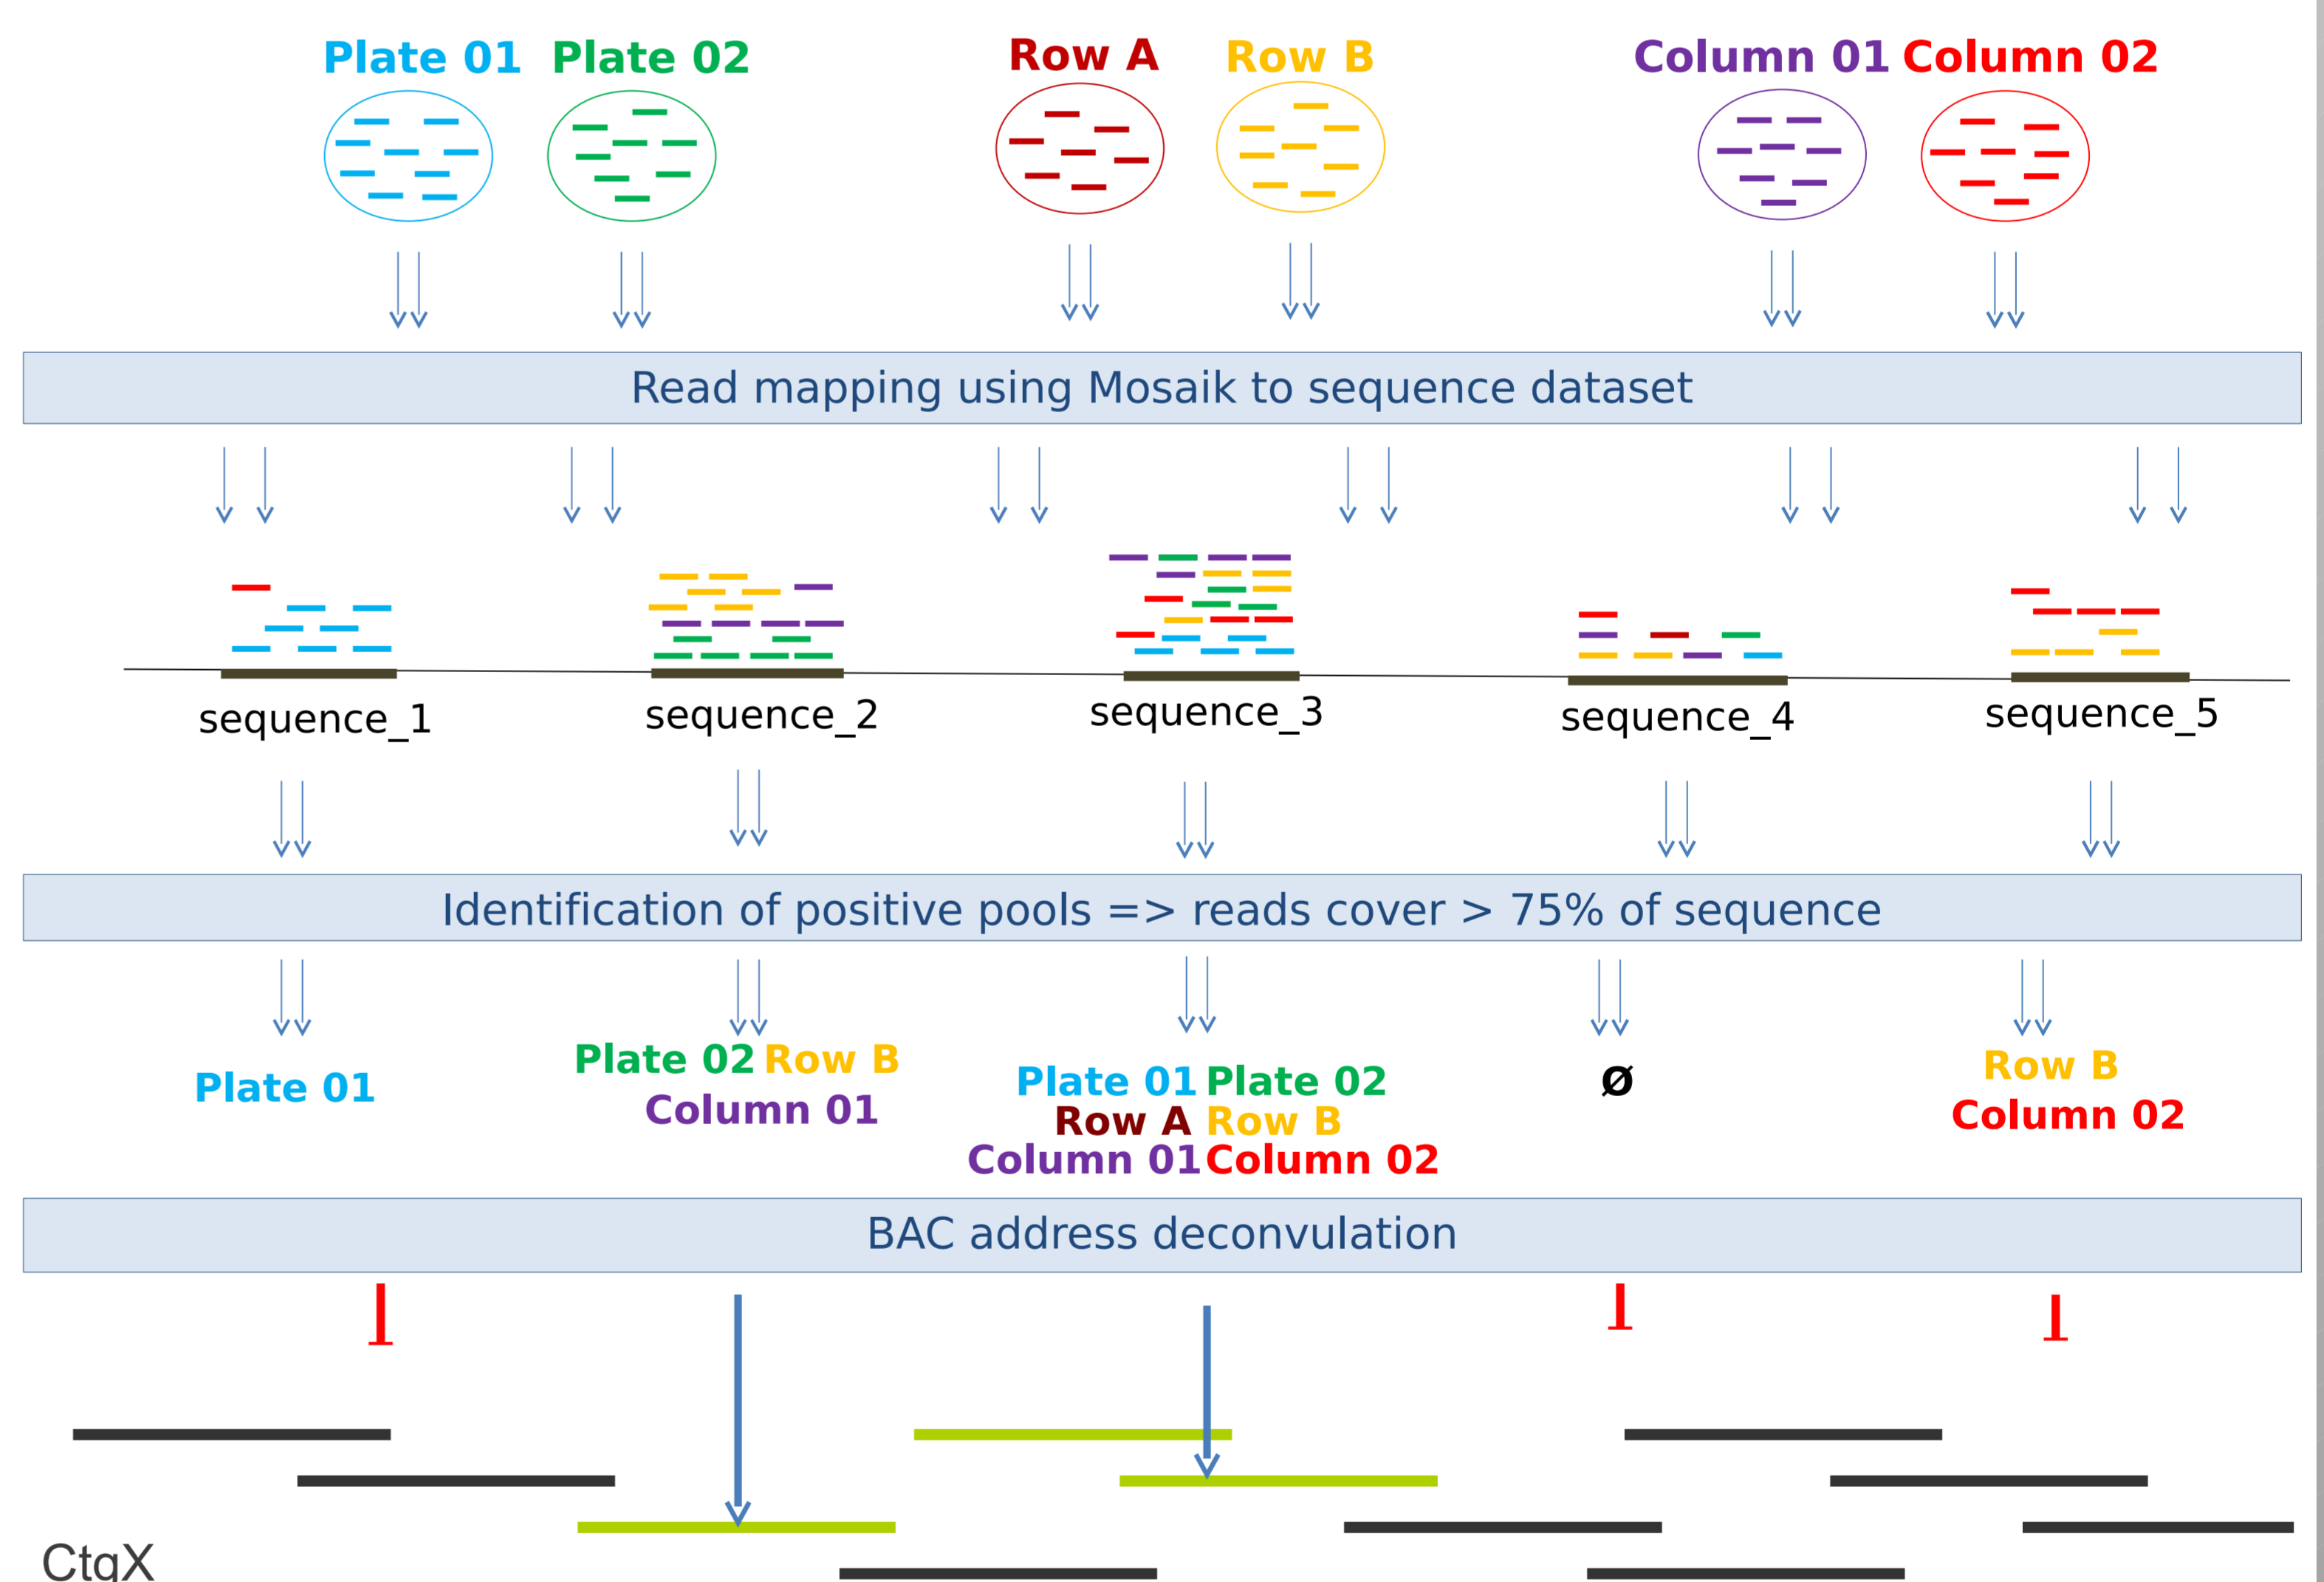 Plate 01 Plate 02 Row A Row B Column 01 Column 02
Read mapping using Mosaik to sequence dataset
sequence_1 sequence_2 sequence_3 sequence_4 sequence_5
Identification of positive pools => reads cover > 75% of sequence
Plate 01
Plate 02 Row B
Column 01
Plate 01 Plate 02
Row A Row B
Column 01 Column 02
Ø
Row B
Column 02
BAC address deconvulation
CtgX